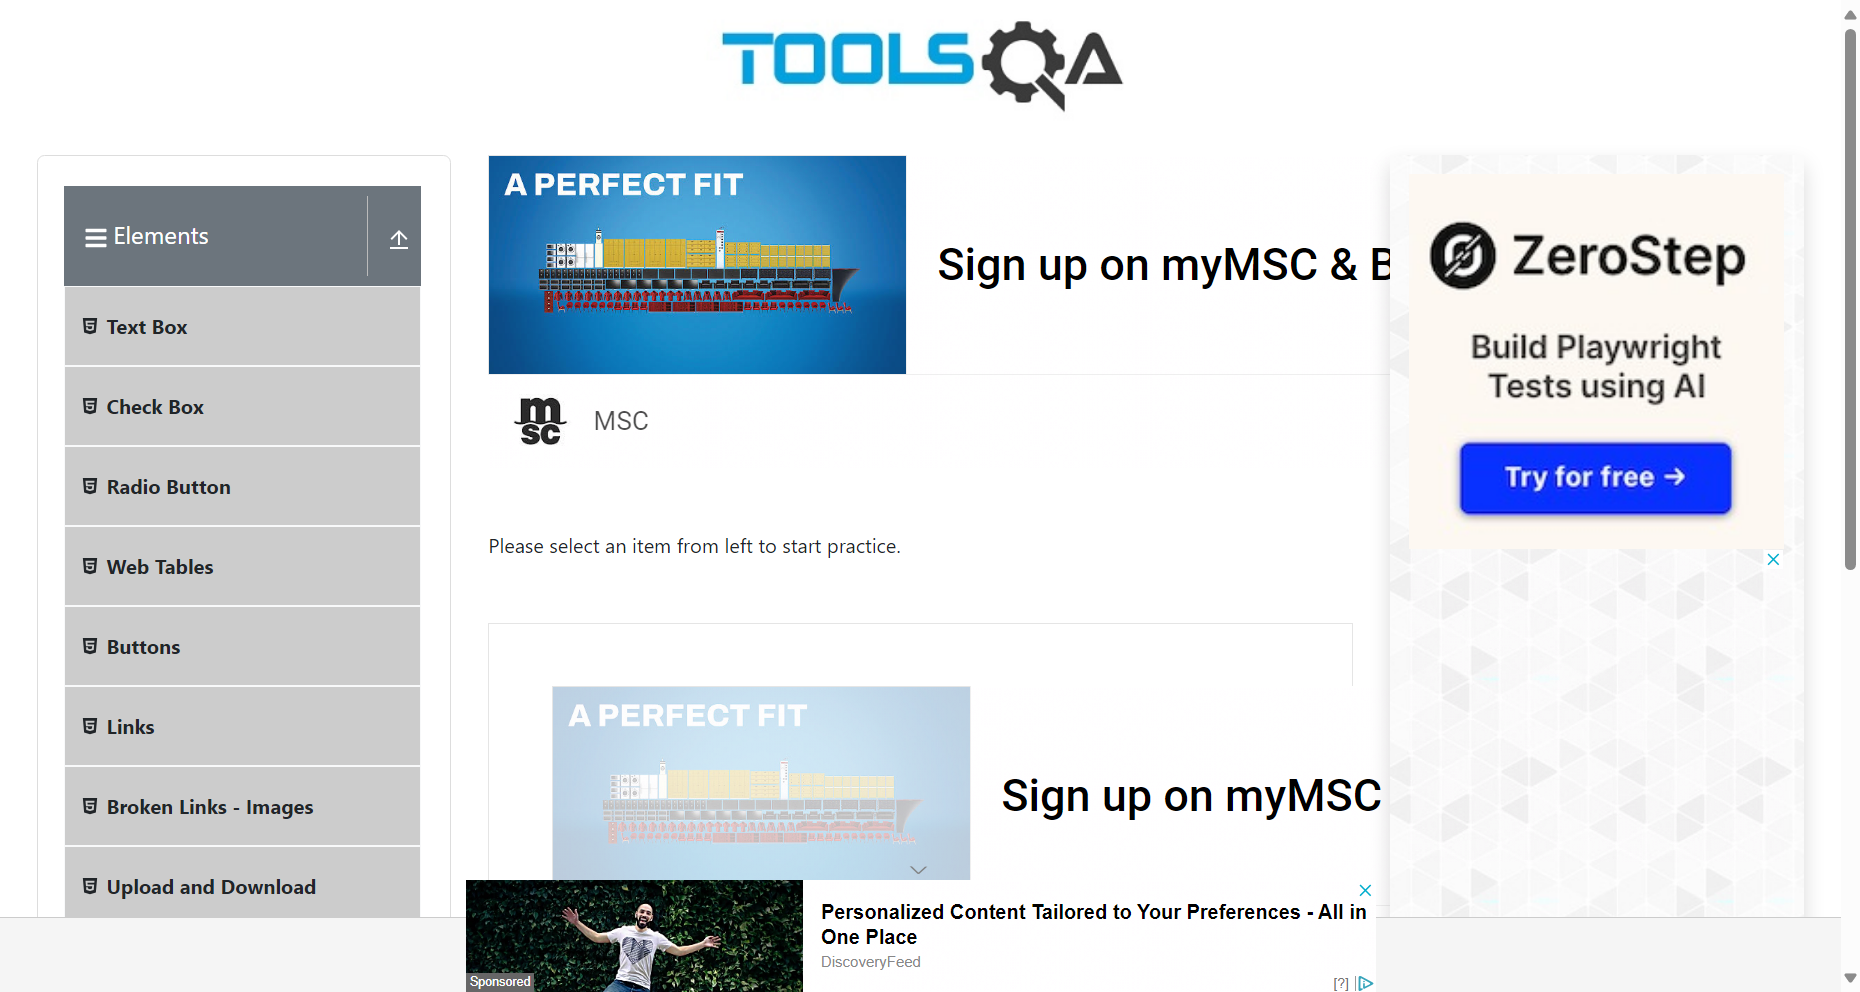 TOOLSQA
Elements
Text Box
Check Box
Radio Button
Web Tables
Buttons
Links
Broken Links - Images
Upload and Download
A PERFECT FIT
Sign up on myMSC & B
msc
MSC
Please select an item from left to start practice.
A PERFECT FIT
Sign up on myMSC
ZeroStep
Build Playwright
Tests using AI
Try for free →
Sponsored
Personalized Content Tailored to Your Preferences - All in
One Place
DiscoveryFeed
[?]